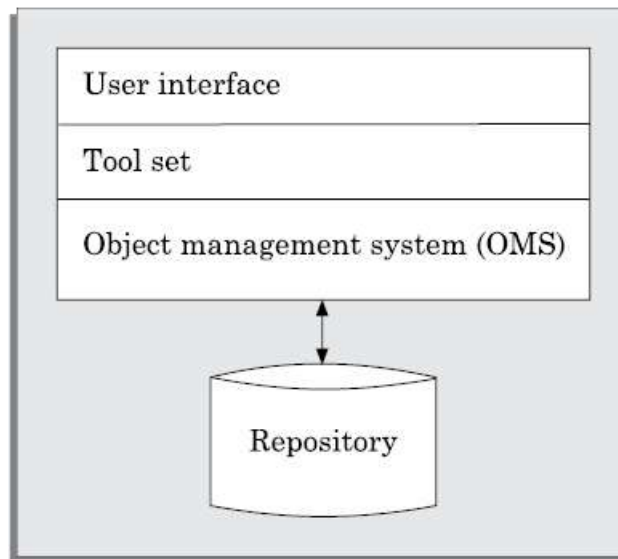 User interface
Tool set
Object management system (OMS)
Repository